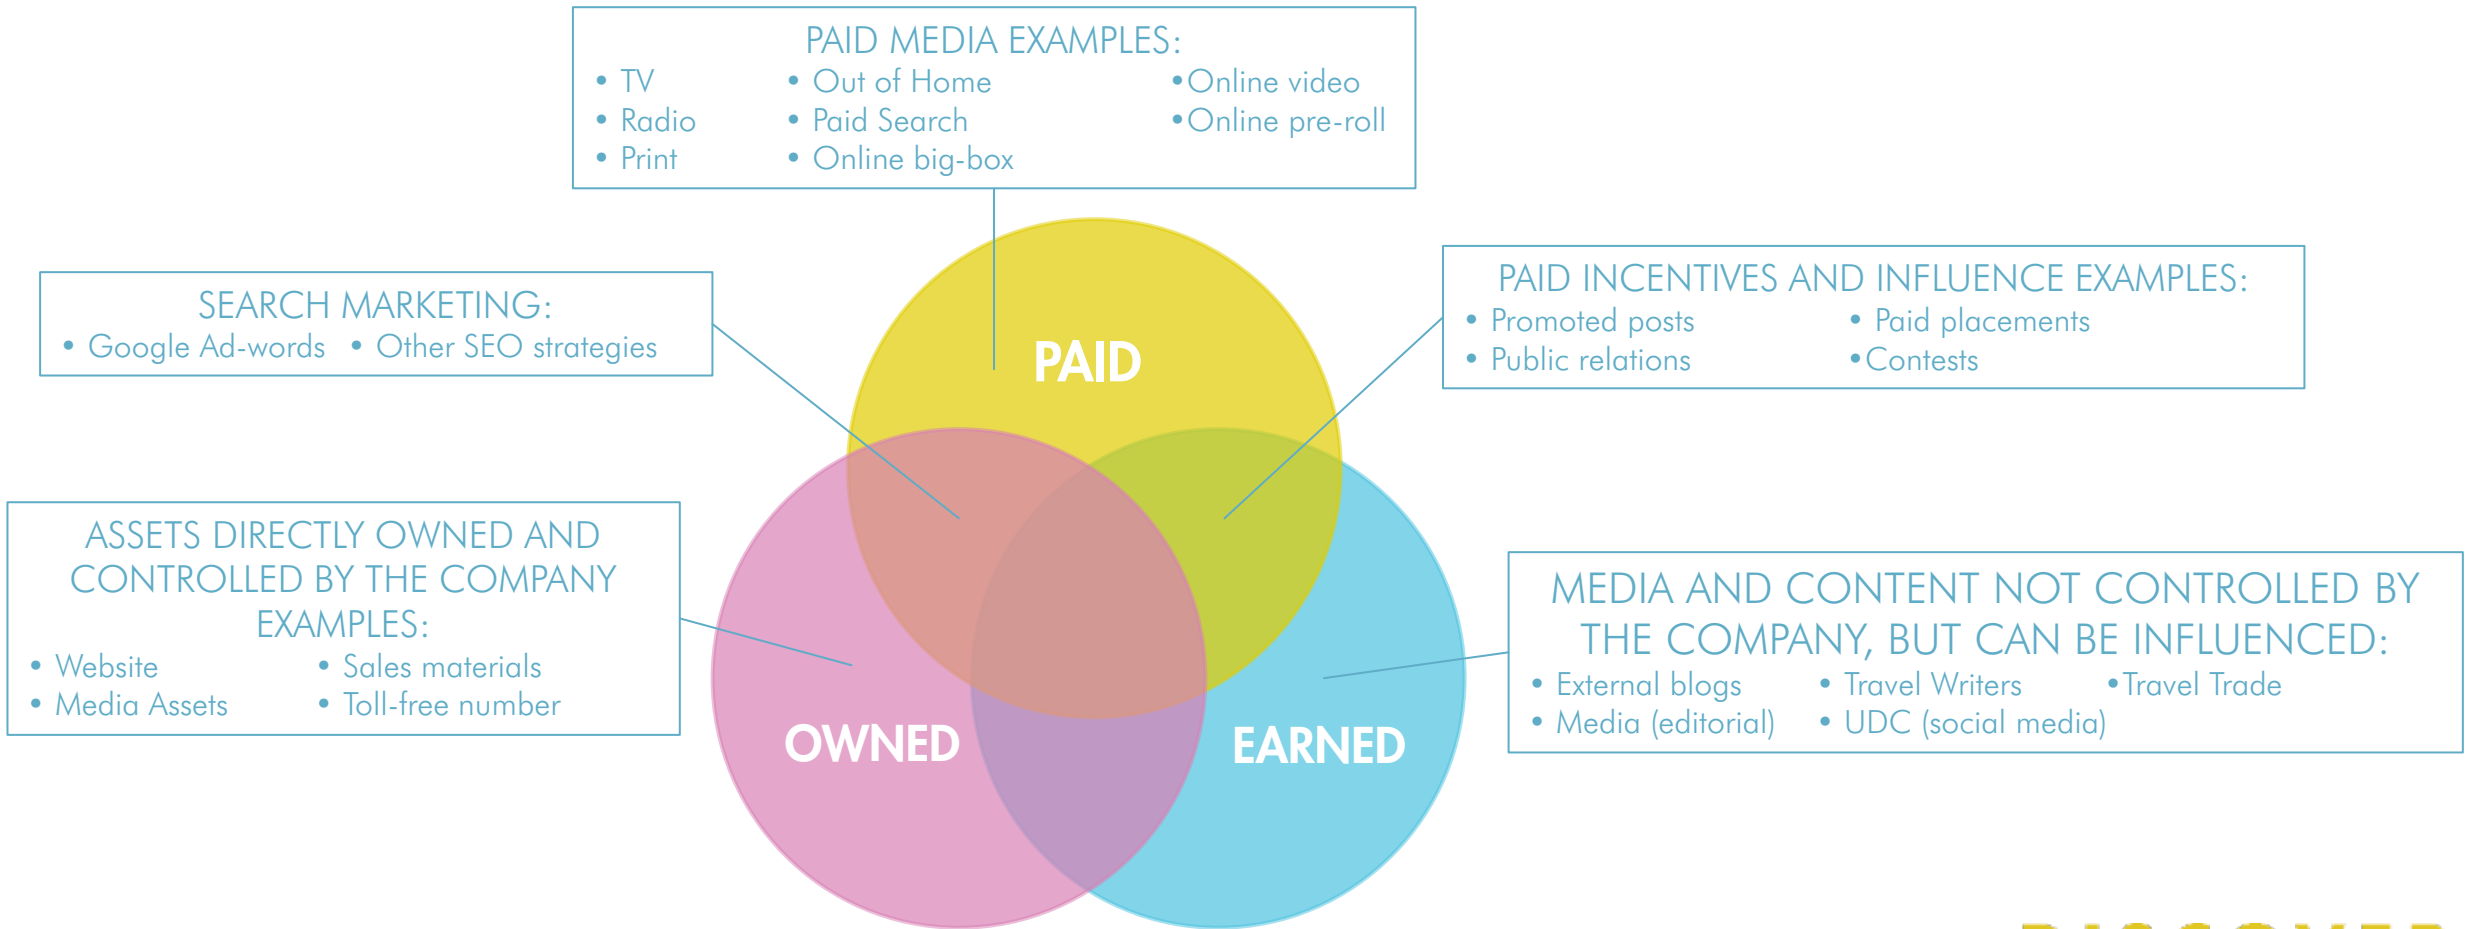 PAID MEDIA EXAMPLES:
• TV • Out of Home •Online video
• Radio • Paid Search •Online pre-roll
• Print • Online big-box
SEARCH MARKETING:
• Google Ad-words • Other SEO strategies
PAID INCENTIVES AND INFLUENCE EXAMPLES:
• Promoted posts • Paid placements
• Public relations •Contests
PAID
ASSETS DIRECTLY OWNED AND
CONTROLLED BY THE COMPANY
EXAMPLES:
• Website • Sales materials
• Media Assets • Toll-free number
MEDIA AND CONTENT NOT CONTROLLED BY
THE COMPANY, BUT CAN BE INFLUENCED:
• External blogs • Travel Writers •Travel Trade
• Media (editorial) • UDC (social media)
OWNED
EARNED